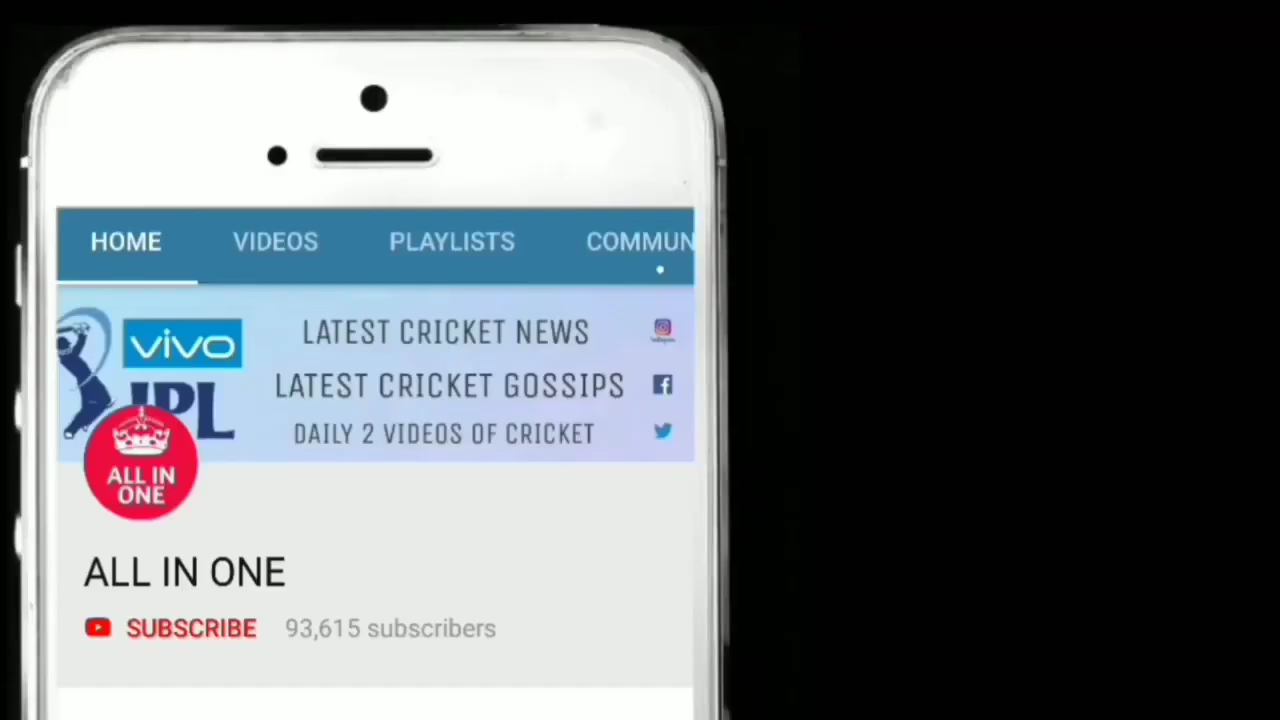 HOME VIDEOS PLAYLISTS COMMUN
vivo
IPL
LATEST CRICKET NEWS
LATEST CRICKET GOSSIPS
DAILY 2 VIDEOS OF CRICKET
ALL IN
ONE
ALL IN ONE
SUBSCRIBE 93,615 subscribers